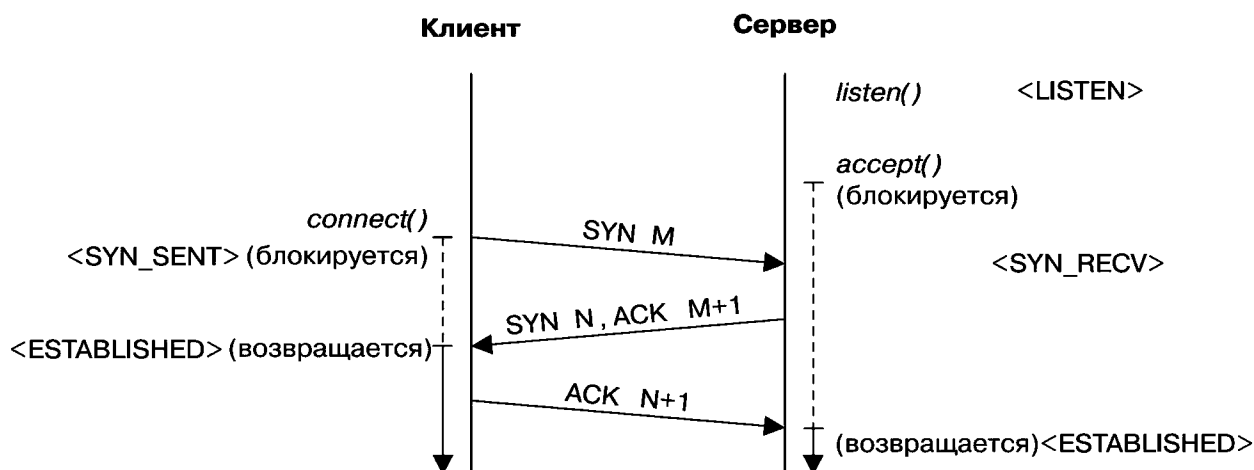 Клиент
Сервер
listen() <LISTEN>
accept()
(блокируется)
connect()
<SYN_SENT> (блокируется)
SYN M
<SYN_RECV>
SYN N , ACK M+1
<ESTABLISHED> (возвращается)
ACK N+1
(возвращается)<ESTABLISHED>